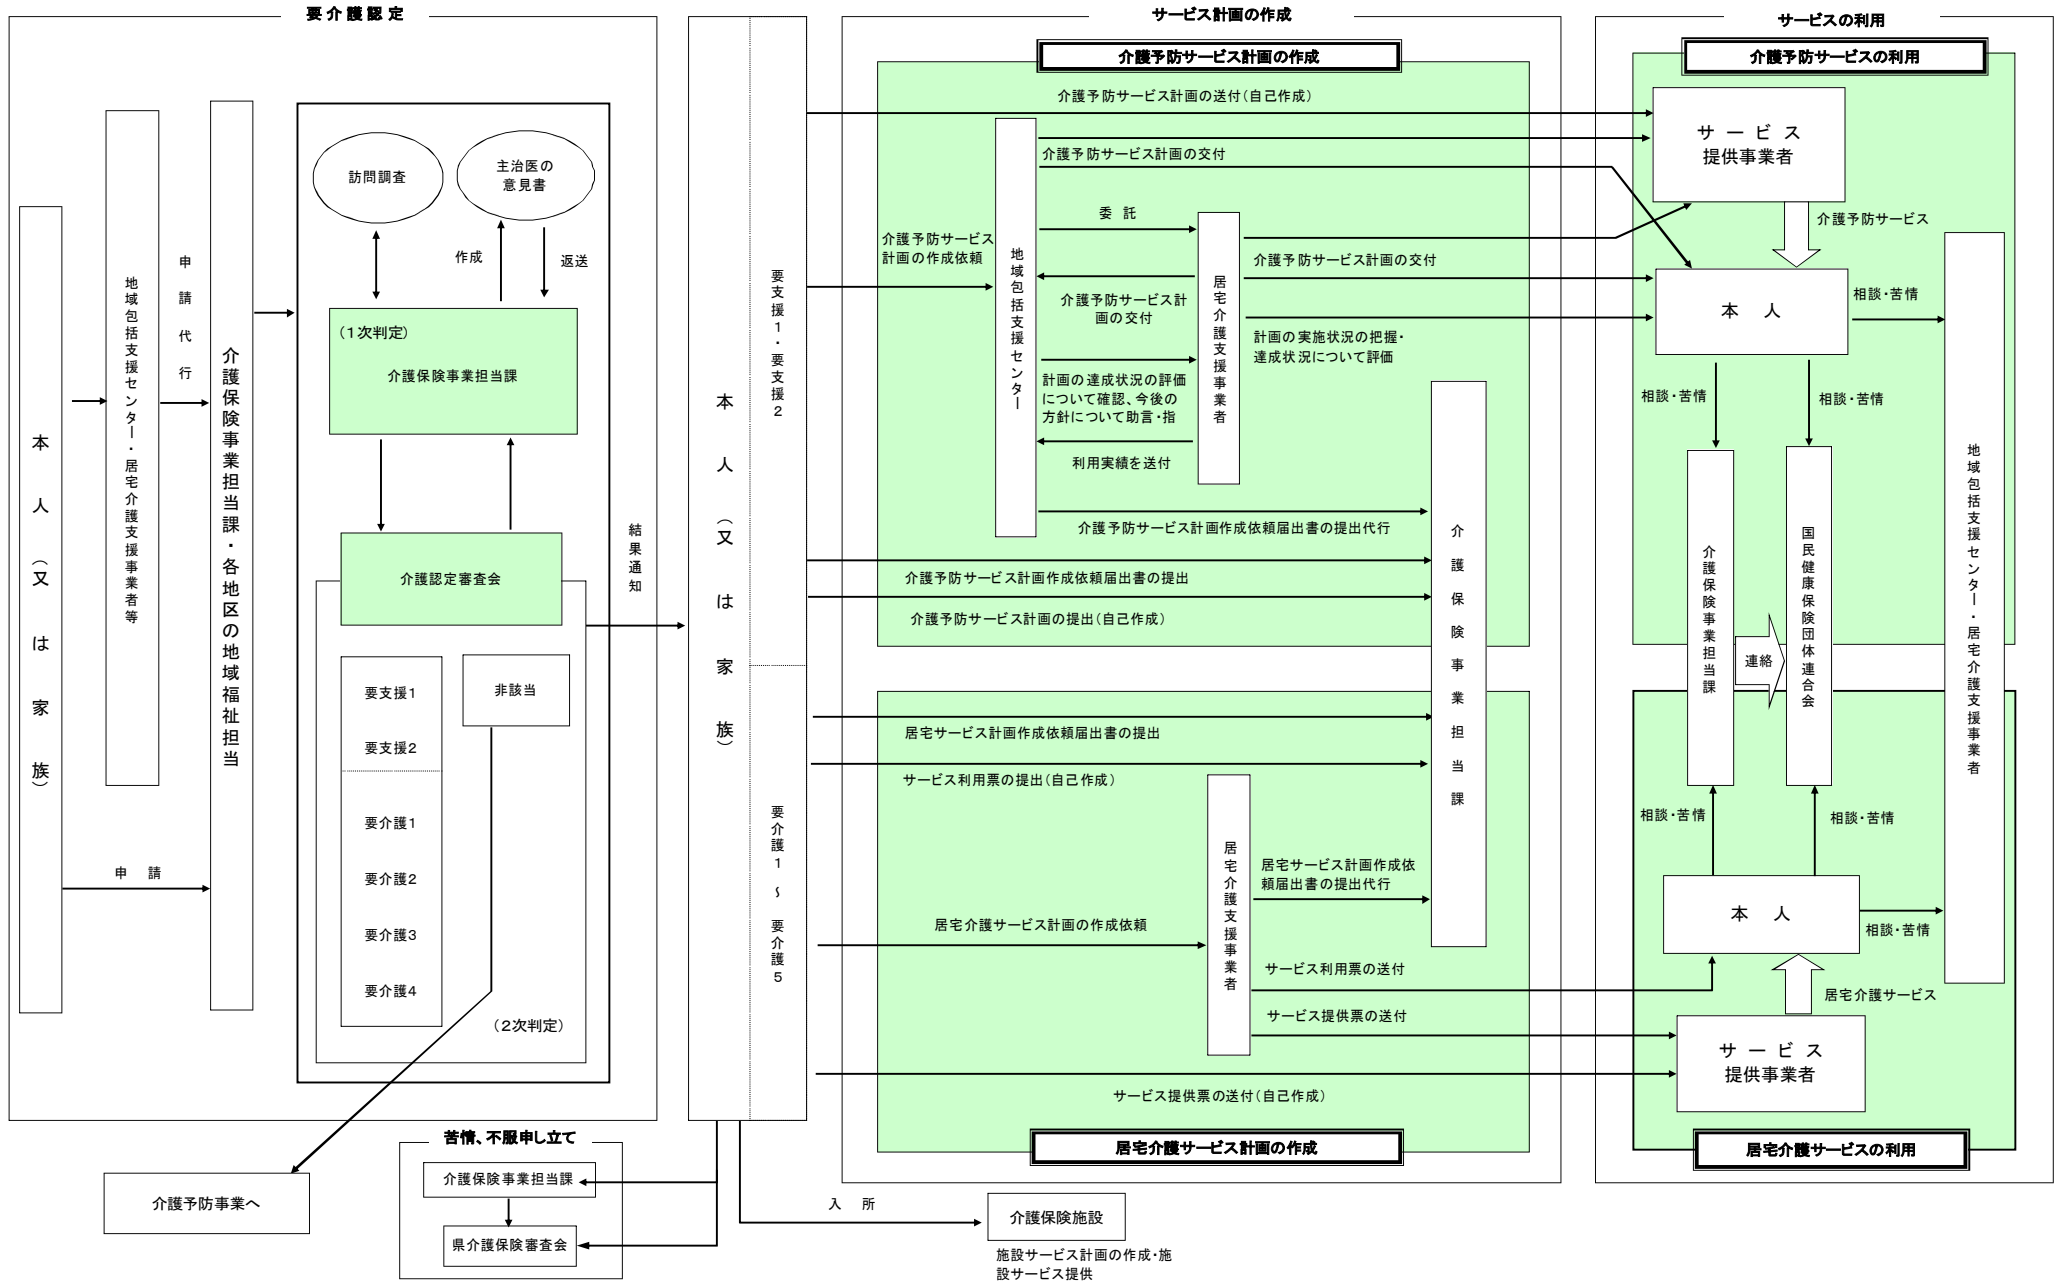 要介護認定
本人（又は家族）
地域包括支援センター・居宅介護支援事業者等
申請代行
申　請
介護保険事業担当課・各地区の地域福祉担当
訪問調査
主治医の
意見書
作成
返送
（1次判定）
介護保険事業担当課
介護認定審査会
要支援1
要支援2
要介護1
要介護2
要介護3
要介護4
非該当
（2次判定）
結果通知
介護予防事業へ
苦情、不服申し立て
介護保険事業担当課
県介護保険審査会
本人（又は家族）
要支援1・要支援2
要介護1～要介護5
サービス計画の作成
介護予防サービス計画の作成
介護予防サービス計画の送付（自己作成）
介護予防サービス計画の交付
介護予防サービス
計画の作成依頼
地域包括支援センター
委　託
介護予防サービス計
画の交付
計画の達成状況の評価
について確認、今後の
方針について助言・指
利用実績を送付
居宅介護支援事業者
介護予防サービス計画の交付
計画の実施状況の把握・
達成状況について評価
介護予防サービス計画作成依頼届出書の提出代行
介護予防サービス計画作成依頼届出書の提出
介護予防サービス計画の提出（自己作成）
介護保険事業担当課
居宅サービス計画作成依頼届出書の提出
サービス利用票の提出（自己作成）
居宅介護支援事業者
居宅サービス計画作成依
頼届出書の提出代行
居宅介護サービス計画の作成依頼
サービス利用票の送付
サービス提供票の送付
サービス提供票の送付（自己作成）
居宅介護サービス計画の作成
入　所
介護保険施設
施設サービス計画の作成・施
設サービス提供
サービスの利用
介護予防サービスの利用
サービス
提供事業者
介護予防サービス
本　人
相談・苦情
相談・苦情
相談・苦情
介護保険事業担当課
連絡
国民健康保険団体連合会
地域包括支援センター・居宅介護支援事業者
相談・苦情
相談・苦情
本　人
相談・苦情
居宅介護サービス
サービス
提供事業者
居宅介護サービスの利用